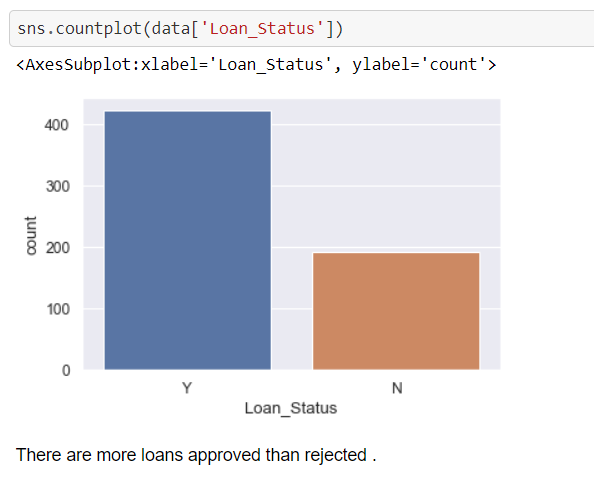 sns.countplot(data['Loan_Status'])
<AxesSubplot:xlabel='Loan_Status', ylabel='count'>
400
300
200
100
0
count
Y N
Loan_Status
There are more loans approved than rejected .